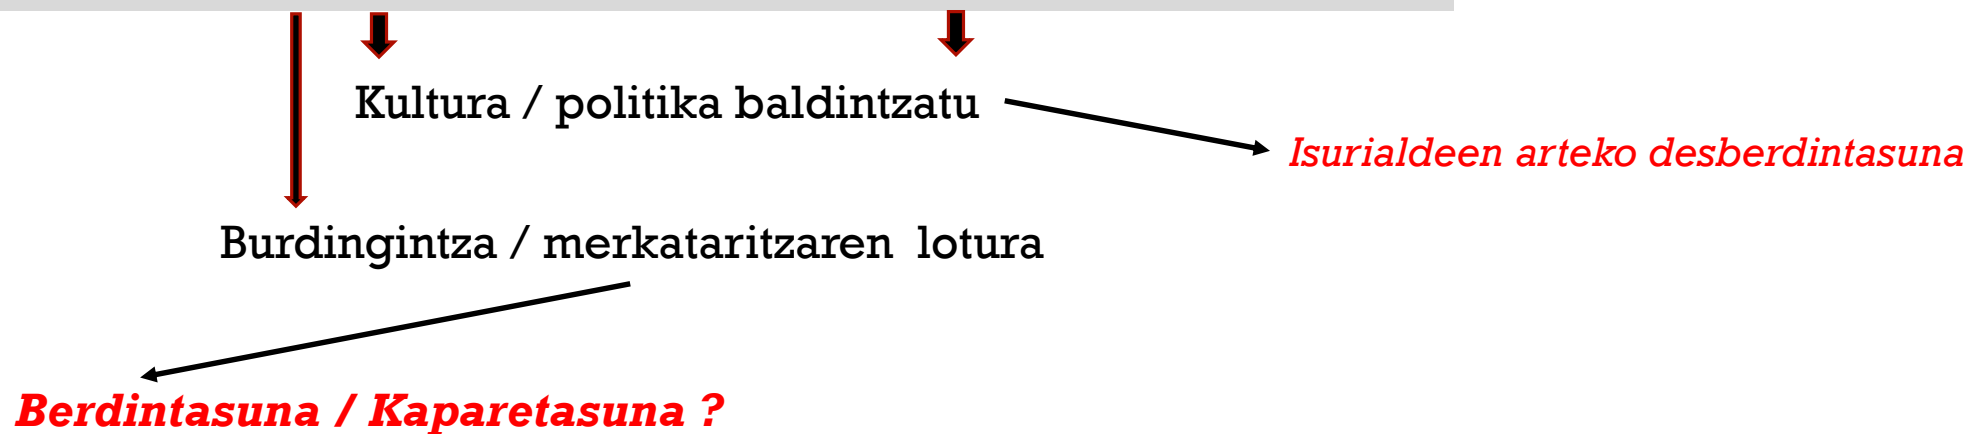 Kultura / politika baldintzatu
Isurialdeen arteko desberdintasuna
Burdingintza / merkataritzaren lotura
Berdintasuna / Kaparetasuna ?